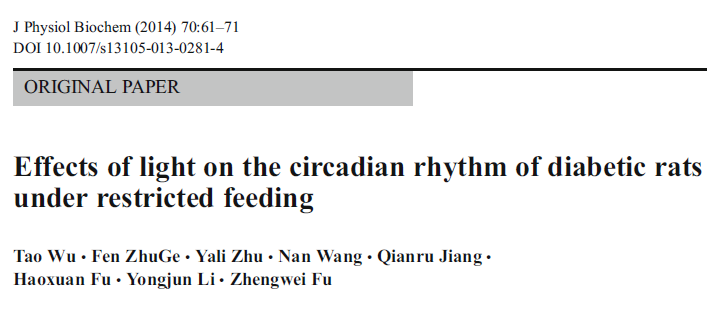 J Physiol Biochem (2014) 70:61–71
DOI 10.1007/s13105-013-0281-4
ORIGINAL PAPER
Effects of light on the circadian rhythm of diabetic rats
under restricted feeding
Tao Wu · Fen ZhuGe · Yali Zhu · Nan Wang · Qianru Jiang ·
Haoxuan Fu · Yongjun Li · Zhengwei Fu